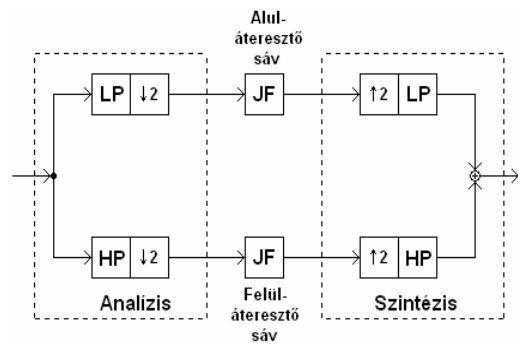 Alul-
áteresztő
sáv
LP ↓2 JF ↑2 LP
HP ↓2 JF ↑2 HP
Analízis
Felül-
áteresztő
sáv
Szintézis